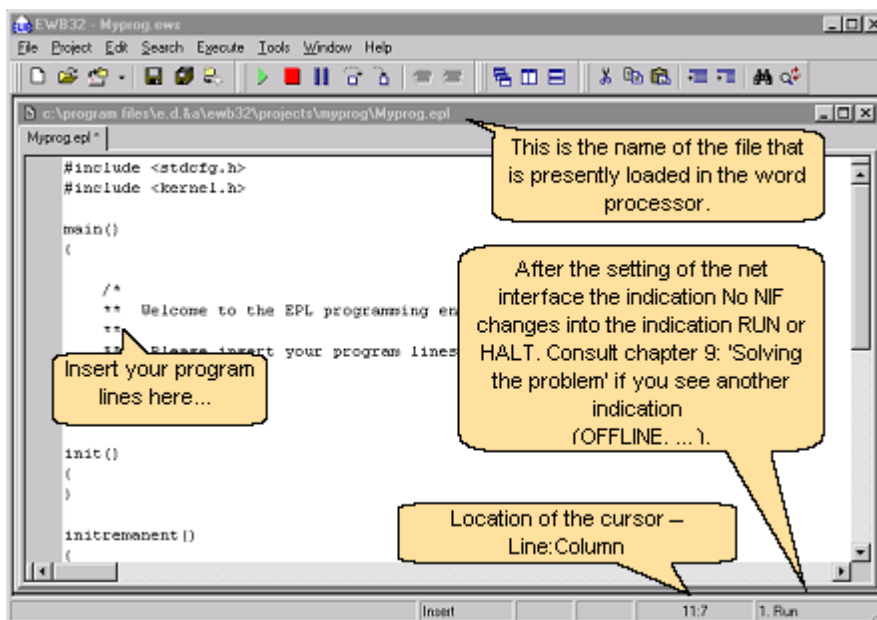 EWB32 - Myprog.ews
File Project Edit Search Execute Tools Window Help
c:\program files\e.d.&a\ewb32\projects\myprog\Myprog.epl
Myprog.epl *
This is the name of the file that
is presently loaded in the word
processor.
#include <stdcfg.h>
#include <kernel.h>
main()
{
/*
** Welcome to the EPL programming en
**
** Please insert your program lines
Insert your program
lines here...
After the setting of the net
interface the indication No NIF
changes into the indication RUN or
HALT. Consult chapter 9: 'Solving
the problem' if you see another
indication
(OFFLINE, ...).
init()
{
}
initremanent()
{
Location of the cursor –
Line:Column
Insert 11:7 1. Run